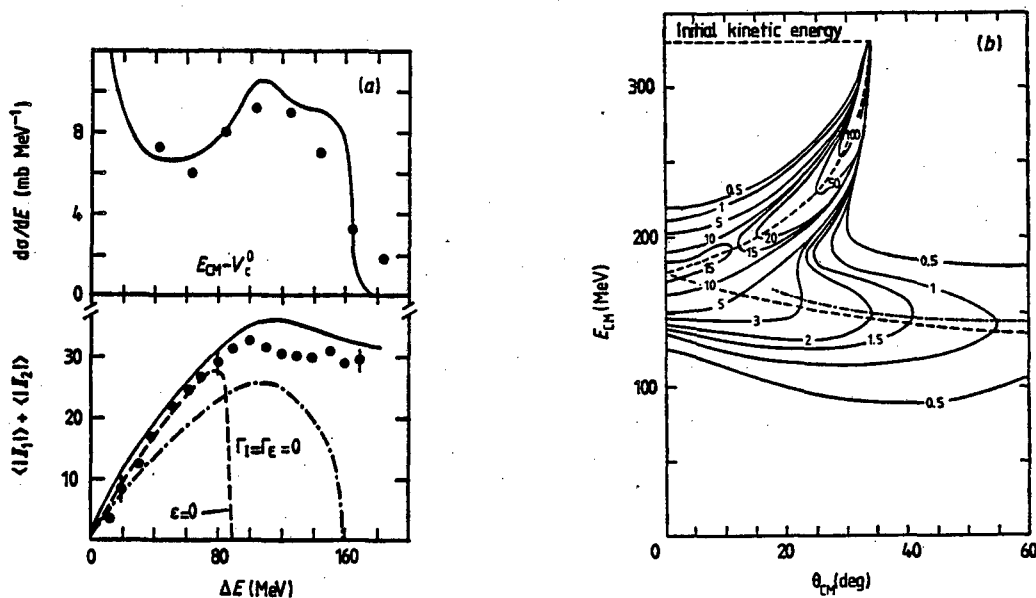 (a)
dσ/dE (mb MeV⁻¹)
8
4
0
E_CM-V_c^0
30
20
10
⟨|I₁|⟩ + ⟨|I₂|⟩
Γ_I=Γ_E=0
ε=0
0 80 160
ΔE (MeV)
Initial kinetic energy
(b)
300
200
100
0
E_CM (MeV)
100
50
20
15
0.5
1
5
10
15
10
5
3
2
1.5
1
0.5
0.5
0 20 40 60
θ_CM (deg)